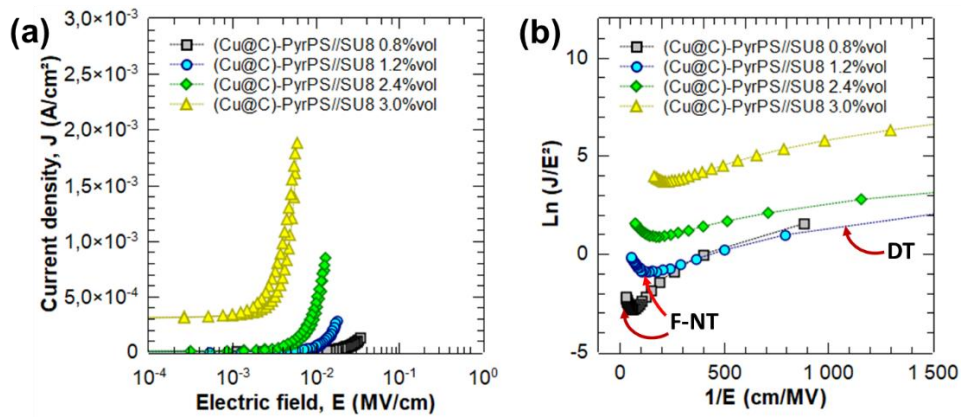 (a)
(Cu@C)-PyrPS//SU8 0.8%vol
(Cu@C)-PyrPS//SU8 1.2%vol
(Cu@C)-PyrPS//SU8 2.4%vol
(Cu@C)-PyrPS//SU8 3.0%vol
Current density, J (A/cm²)
3,0×10⁻³
2,5×10⁻³
2,0×10⁻³
1,5×10⁻³
1,0×10⁻³
5,0×10⁻⁴
0
10⁻⁴ 10⁻³ 10⁻² 10⁻¹ 10⁰
Electric field, E (MV/cm)
(b)
(Cu@C)-PyrPS//SU8 0.8%vol
(Cu@C)-PyrPS//SU8 1.2%vol
(Cu@C)-PyrPS//SU8 2.4%vol
(Cu@C)-PyrPS//SU8 3.0%vol
Ln (J/E²)
10
5
0
-5
DT
F-NT
0 500 1 000 1 500
1/E (cm/MV)